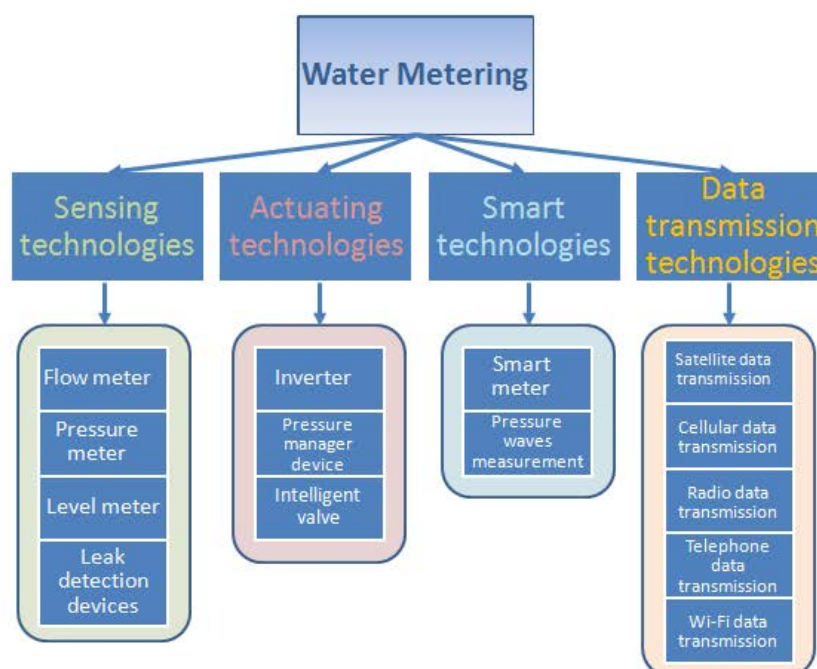 Water Metering
Sensing
technologies
Actuating
technologies
Smart
technologies
Data
transmission
technologies
Flow meter
Pressure
meter
Level meter
Leak
detection
devices
Inverter
Pressure
manager
device
Intelligent
valve
Smart
meter
Pressure
waves
measurement
Satellite data
transmission
Cellular data
transmission
Radio data
transmission
Telephone
data
transmission
Wi-Fi data
transmission